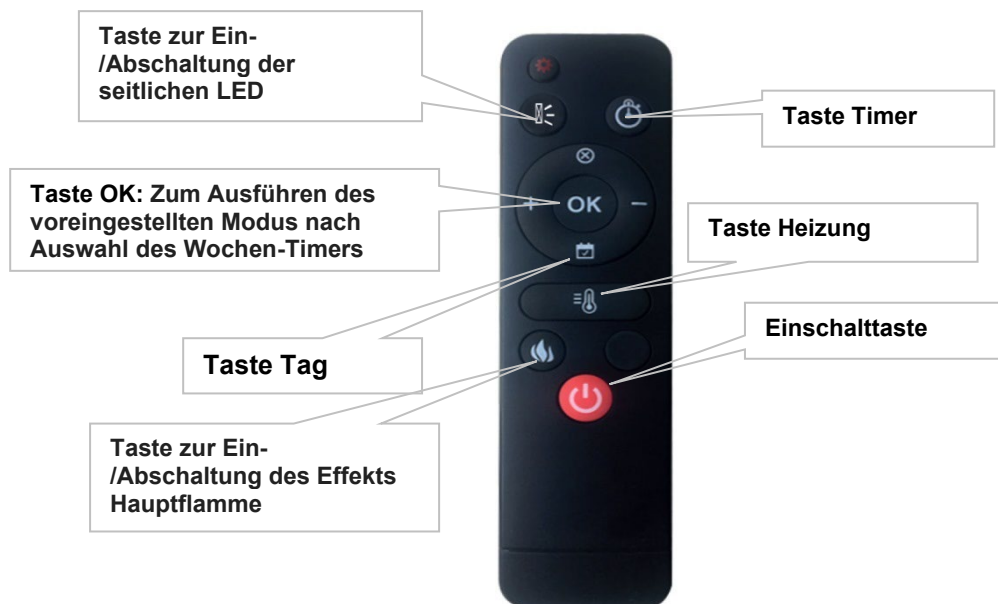 Taste zur Ein-
/Abschaltung der
seitlichen LED
Taste Timer
Taste OK: Zum Ausführen des
voreingestellten Modus nach
Auswahl des Wochen-Timers
+ OK −
Taste Heizung
Einschalttaste
Taste Tag
Taste zur Ein-
/Abschaltung des Effekts
Hauptflamme